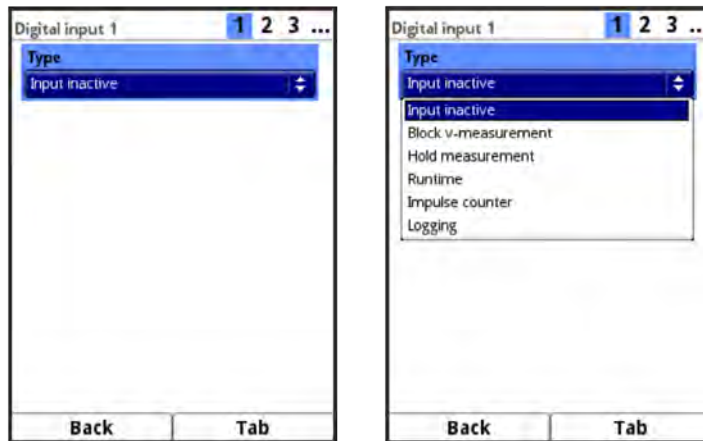 Digital input 1 1 2 3 ...
Type
Input inactive
Back Tab
Digital input 1 1 2 3 ..
Type
Input inactive
Input inactive
Block v-measurement
Hold measurement
Runtime
Impulse counter
Logging
Back Tab